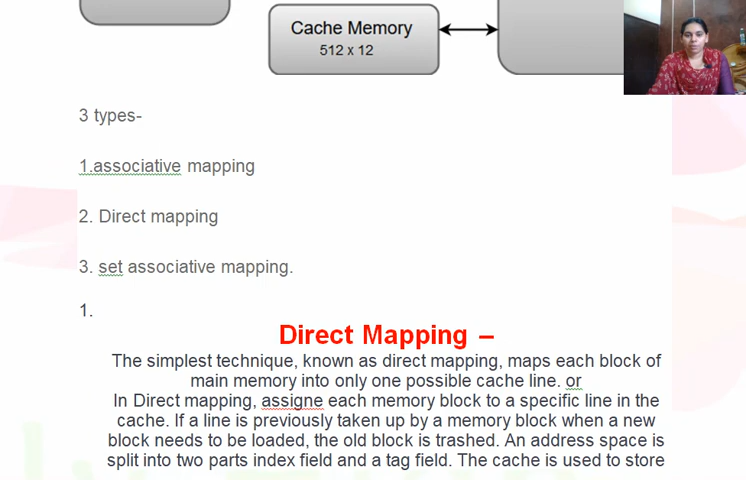 Cache Memory
512 x 12
3 types-
1.associative mapping
2. Direct mapping
3. set associative mapping.
1.
Direct Mapping –
The simplest technique, known as direct mapping, maps each block of
main memory into only one possible cache line. or
In Direct mapping, assigne each memory block to a specific line in the
cache. If a line is previously taken up by a memory block when a new
block needs to be loaded, the old block is trashed. An address space is
split into two parts index field and a tag field. The cache is used to store